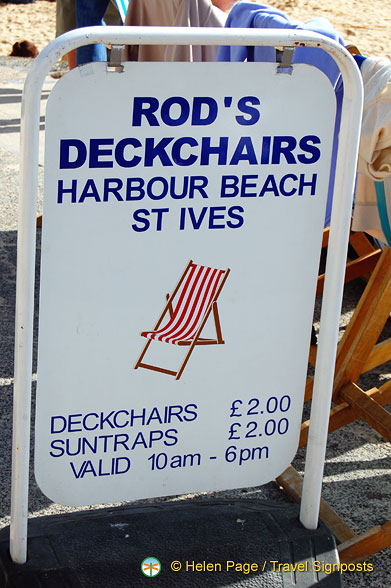 ROD'S
DECKCHAIRS
HARBOUR BEACH
ST IVES
DECKCHAIRS £2.00
SUNTRAPS £2.00
VALID 10am - 6pm
© Helen Page / Travel Signposts